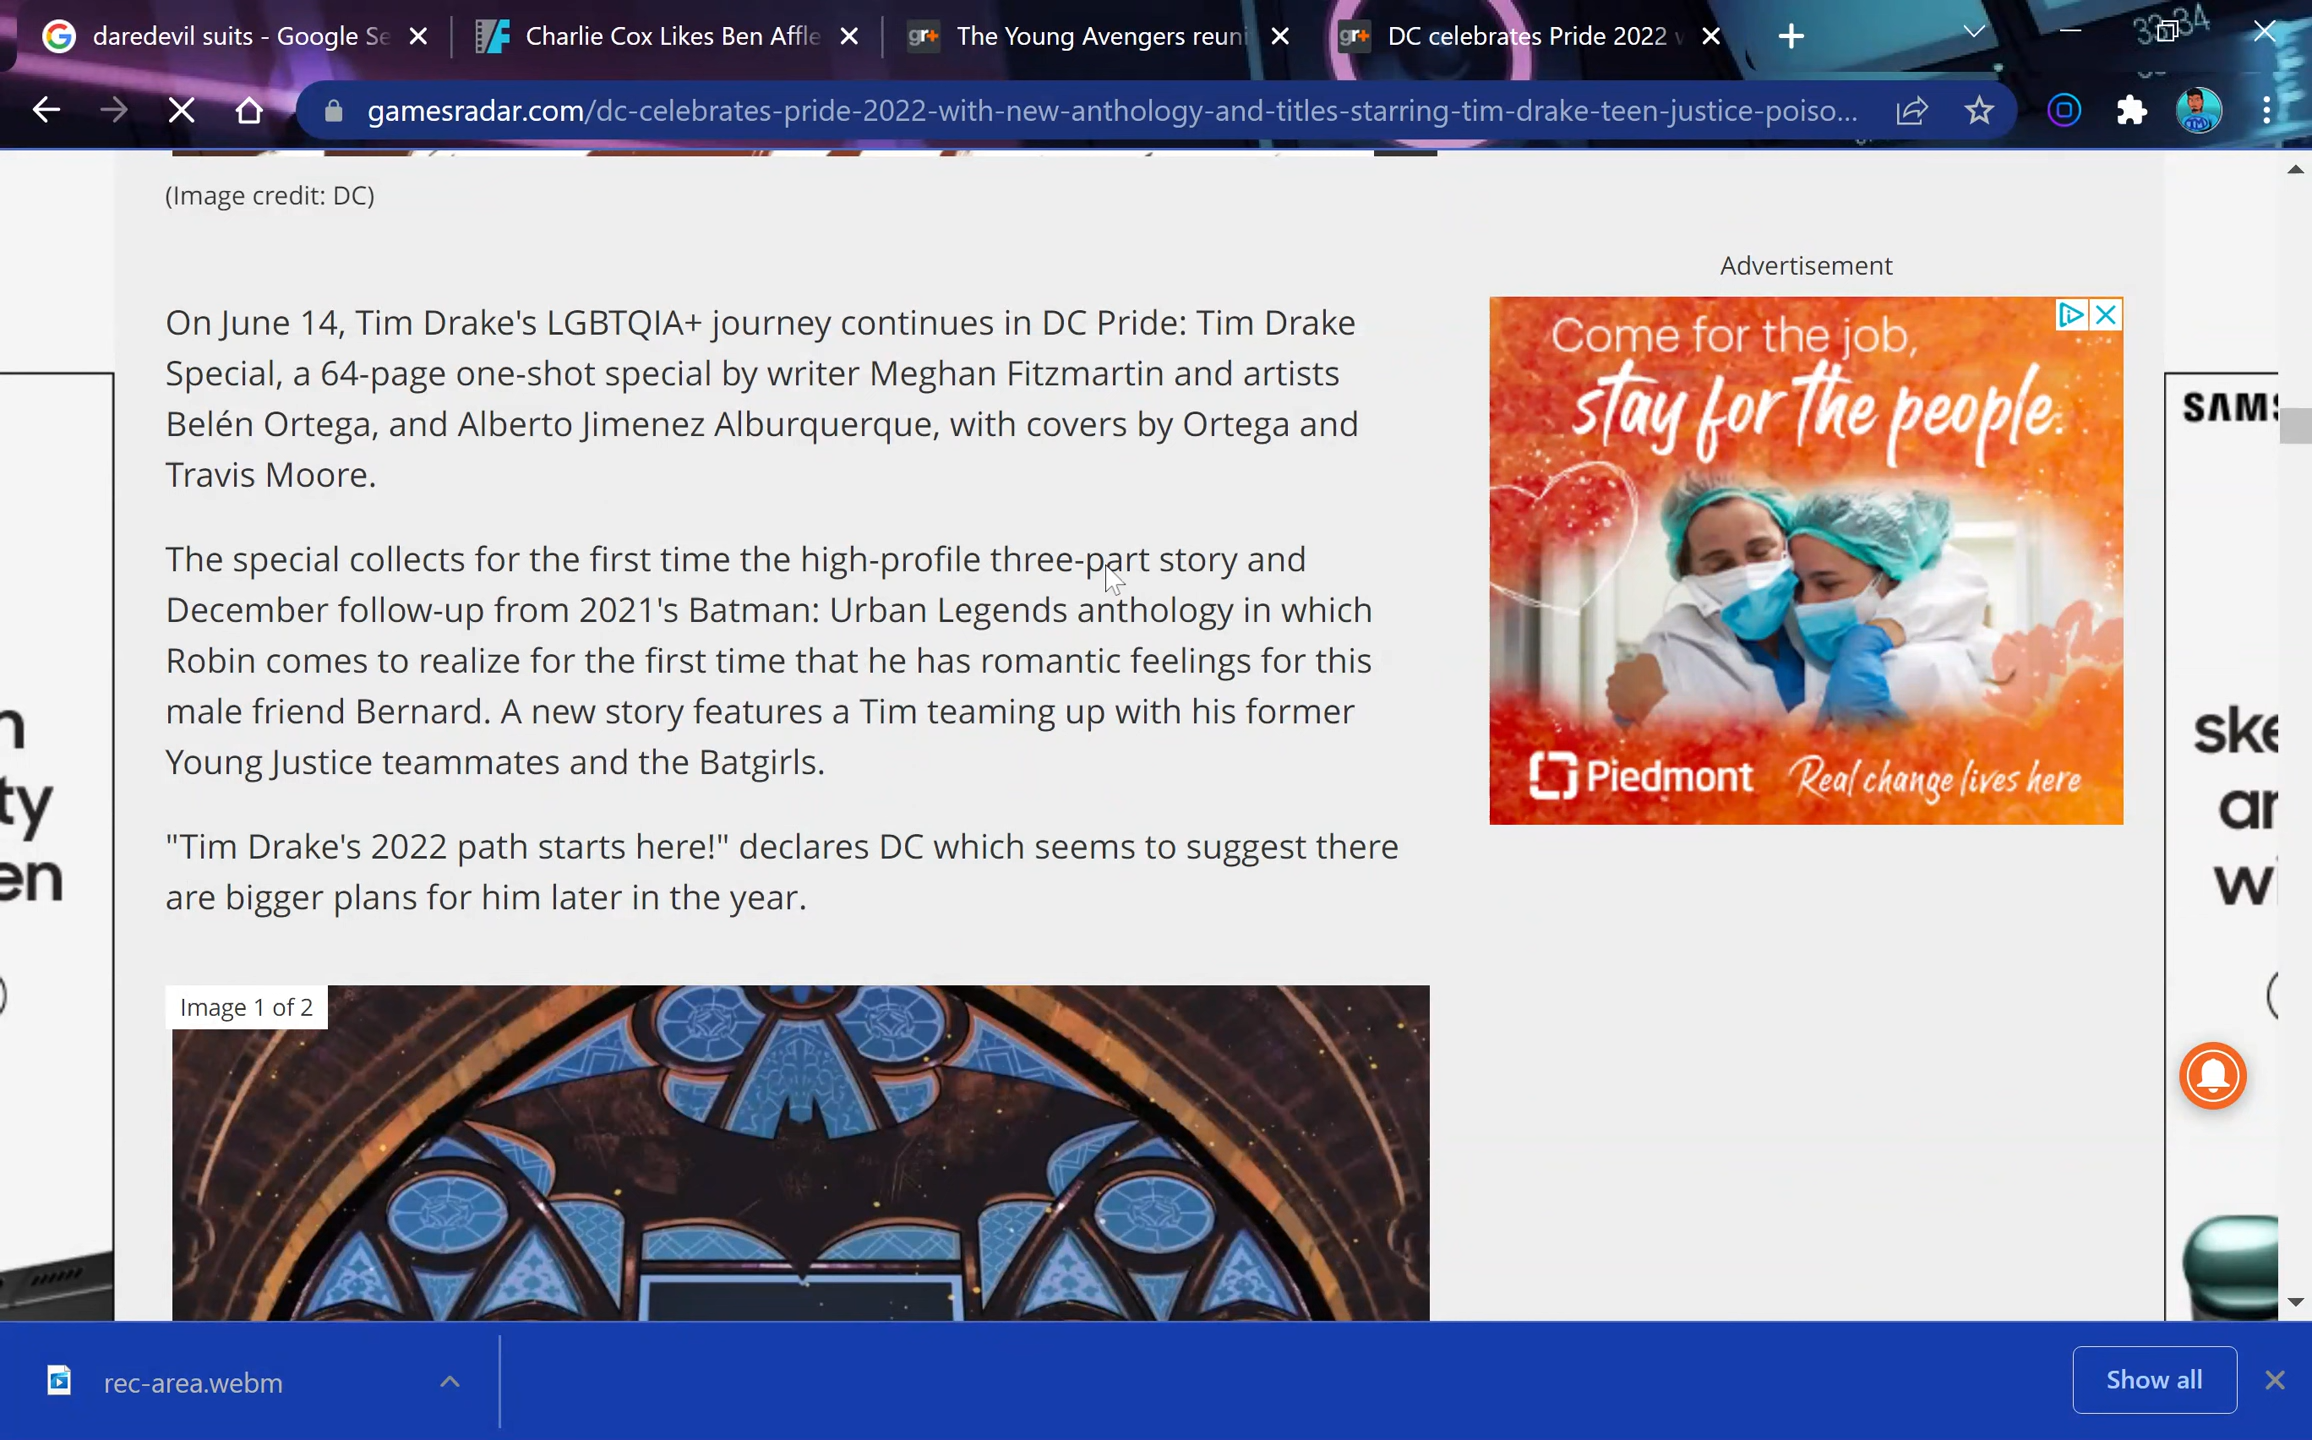 daredevil suits - Google Se
Charlie Cox Likes Ben Affle
gr+ The Young Avengers reuni
gr+ DC celebrates Pride 2022
gamesradar.com/dc-celebrates-pride-2022-with-new-anthology-and-titles-starring-tim-drake-teen-justice-poiso...
(Image credit: DC)
On June 14, Tim Drake's LGBTQIA+ journey continues in DC Pride: Tim Drake
Special, a 64-page one-shot special by writer Meghan Fitzmartin and artists
Belén Ortega, and Alberto Jimenez Alburquerque, with covers by Ortega and
Travis Moore.
The special collects for the first time the high-profile three-part story and
December follow-up from 2021's Batman: Urban Legends anthology in which
Robin comes to realize for the first time that he has romantic feelings for this
male friend Bernard. A new story features a Tim teaming up with his former
Young Justice teammates and the Batgirls.
"Tim Drake's 2022 path starts here!" declares DC which seems to suggest there
are bigger plans for him later in the year.
Image 1 of 2
Advertisement
Come for the job,
stay for the people.
Piedmont Real change lives here
SAMS
ske
an
wi
n
ty
en
rec-area.webm
Show all